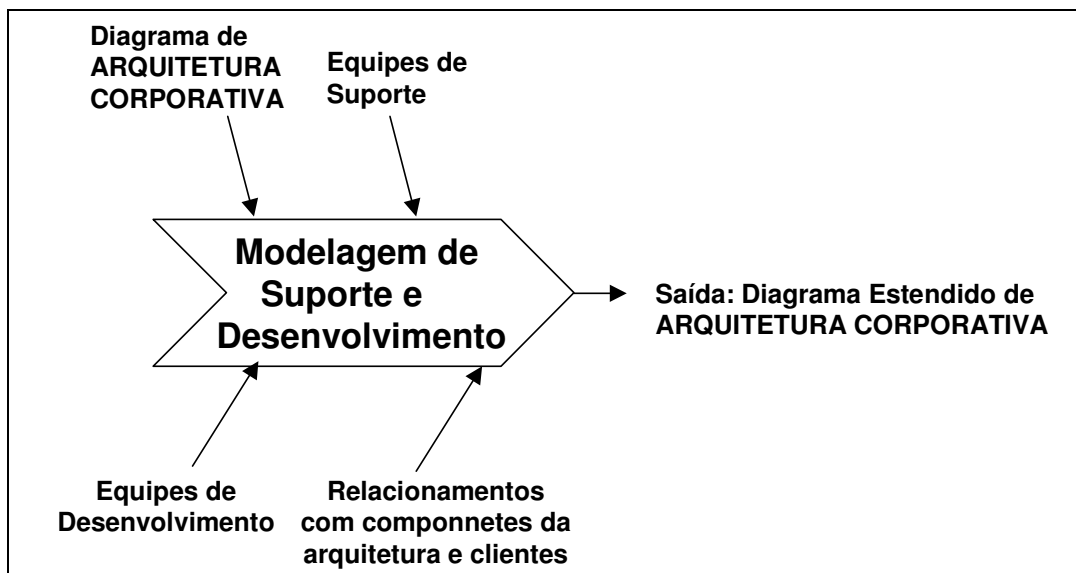 Diagrama de
ARQUITETURA
CORPORATIVA
Equipes de
Suporte
Modelagem de
Suporte e
Desenvolvimento
Saída: Diagrama Estendido de
ARQUITETURA CORPORATIVA
Equipes de
Desenvolvimento
Relacionamentos
com componnetes da
arquitetura e clientes